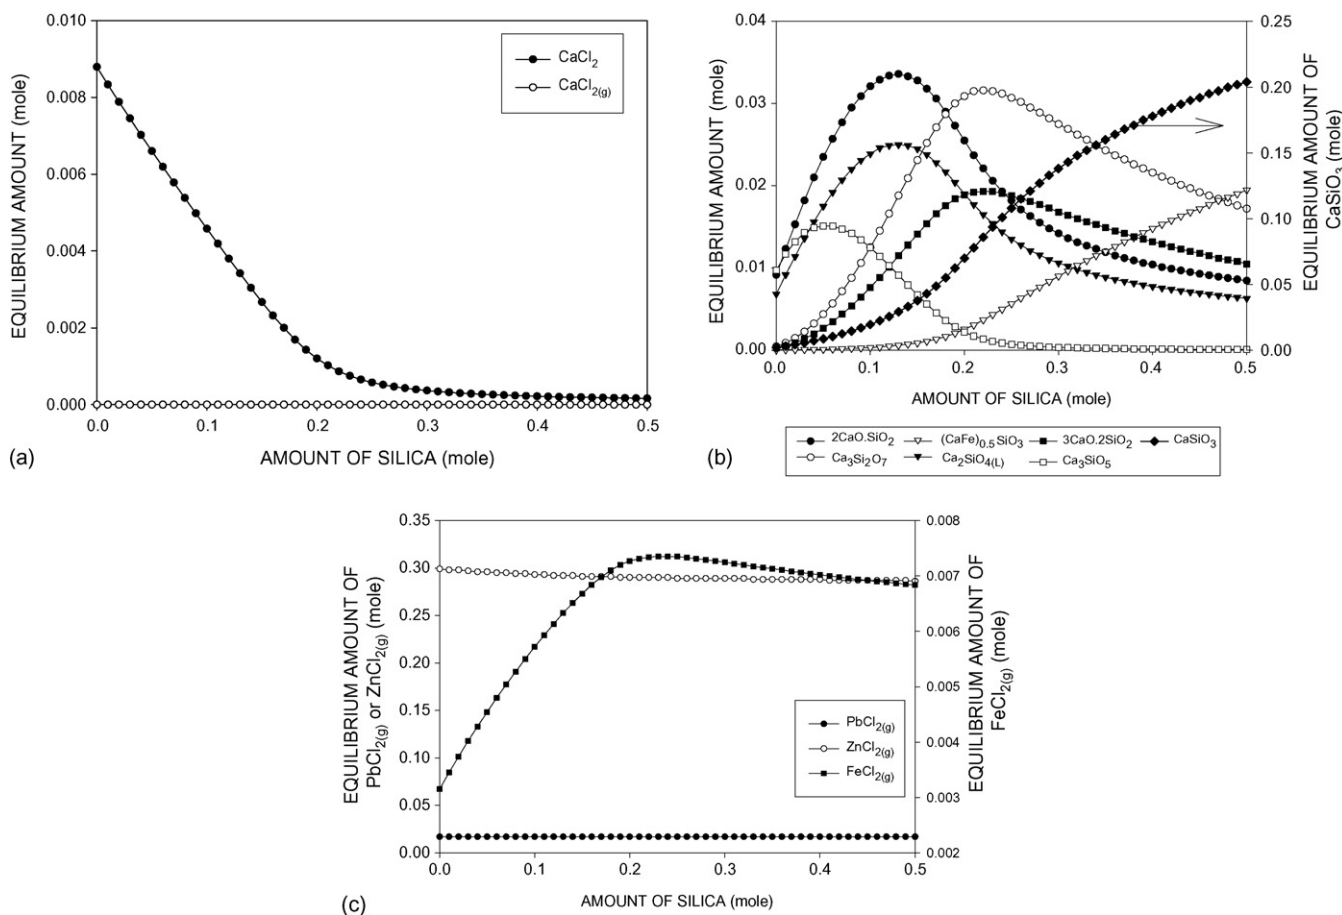 0.010
0.008
0.006
0.004
0.002
0.000
EQUILIBRIUM AMOUNT (mole)
CaCl2
CaCl2(g)
0.0 0.1 0.2 0.3 0.4 0.5
AMOUNT OF SILICA (mole)
(a)
0.04
0.03
0.02
0.01
0.00
EQUILIBRIUM AMOUNT (mole)
0.25
0.20
0.15
0.10
0.05
0.00
EQUILIBRIUM AMOUNT OF
CaSiO3 (mole)
0.0 0.1 0.2 0.3 0.4 0.5
AMOUNT OF SILICA (mole)
(b)
2CaO.SiO2 (CaFe)0.5SiO3 3CaO.2SiO2 CaSiO3
Ca3Si2O7 Ca2SiO4(L) Ca3SiO5
0.35
0.30
0.25
0.20
0.15
0.10
0.05
0.00
EQUILIBRIUM AMOUNT OF
PbCl2(g) or ZnCl2(g) (mole)
0.008
0.007
0.006
0.005
0.004
0.003
0.002
EQUILIBRIUM AMOUNT OF
FeCl2(g) (mole)
PbCl2(g)
ZnCl2(g)
FeCl2(g)
0.0 0.1 0.2 0.3 0.4 0.5
AMOUNT OF SILICA (mole)
(c)